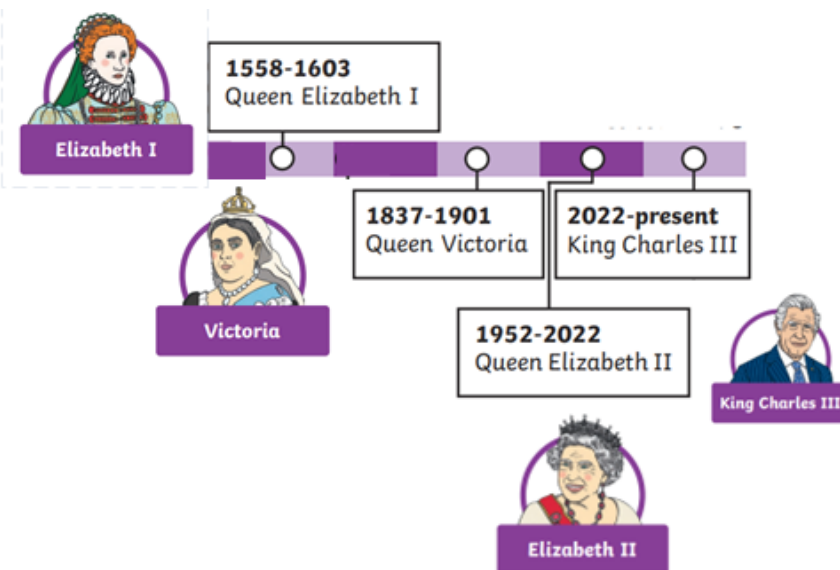 1558-1603
Queen Elizabeth I
Elizabeth I
1837-1901
Queen Victoria
2022-present
King Charles III
Victoria
1952-2022
Queen Elizabeth II
King Charles III
Elizabeth II